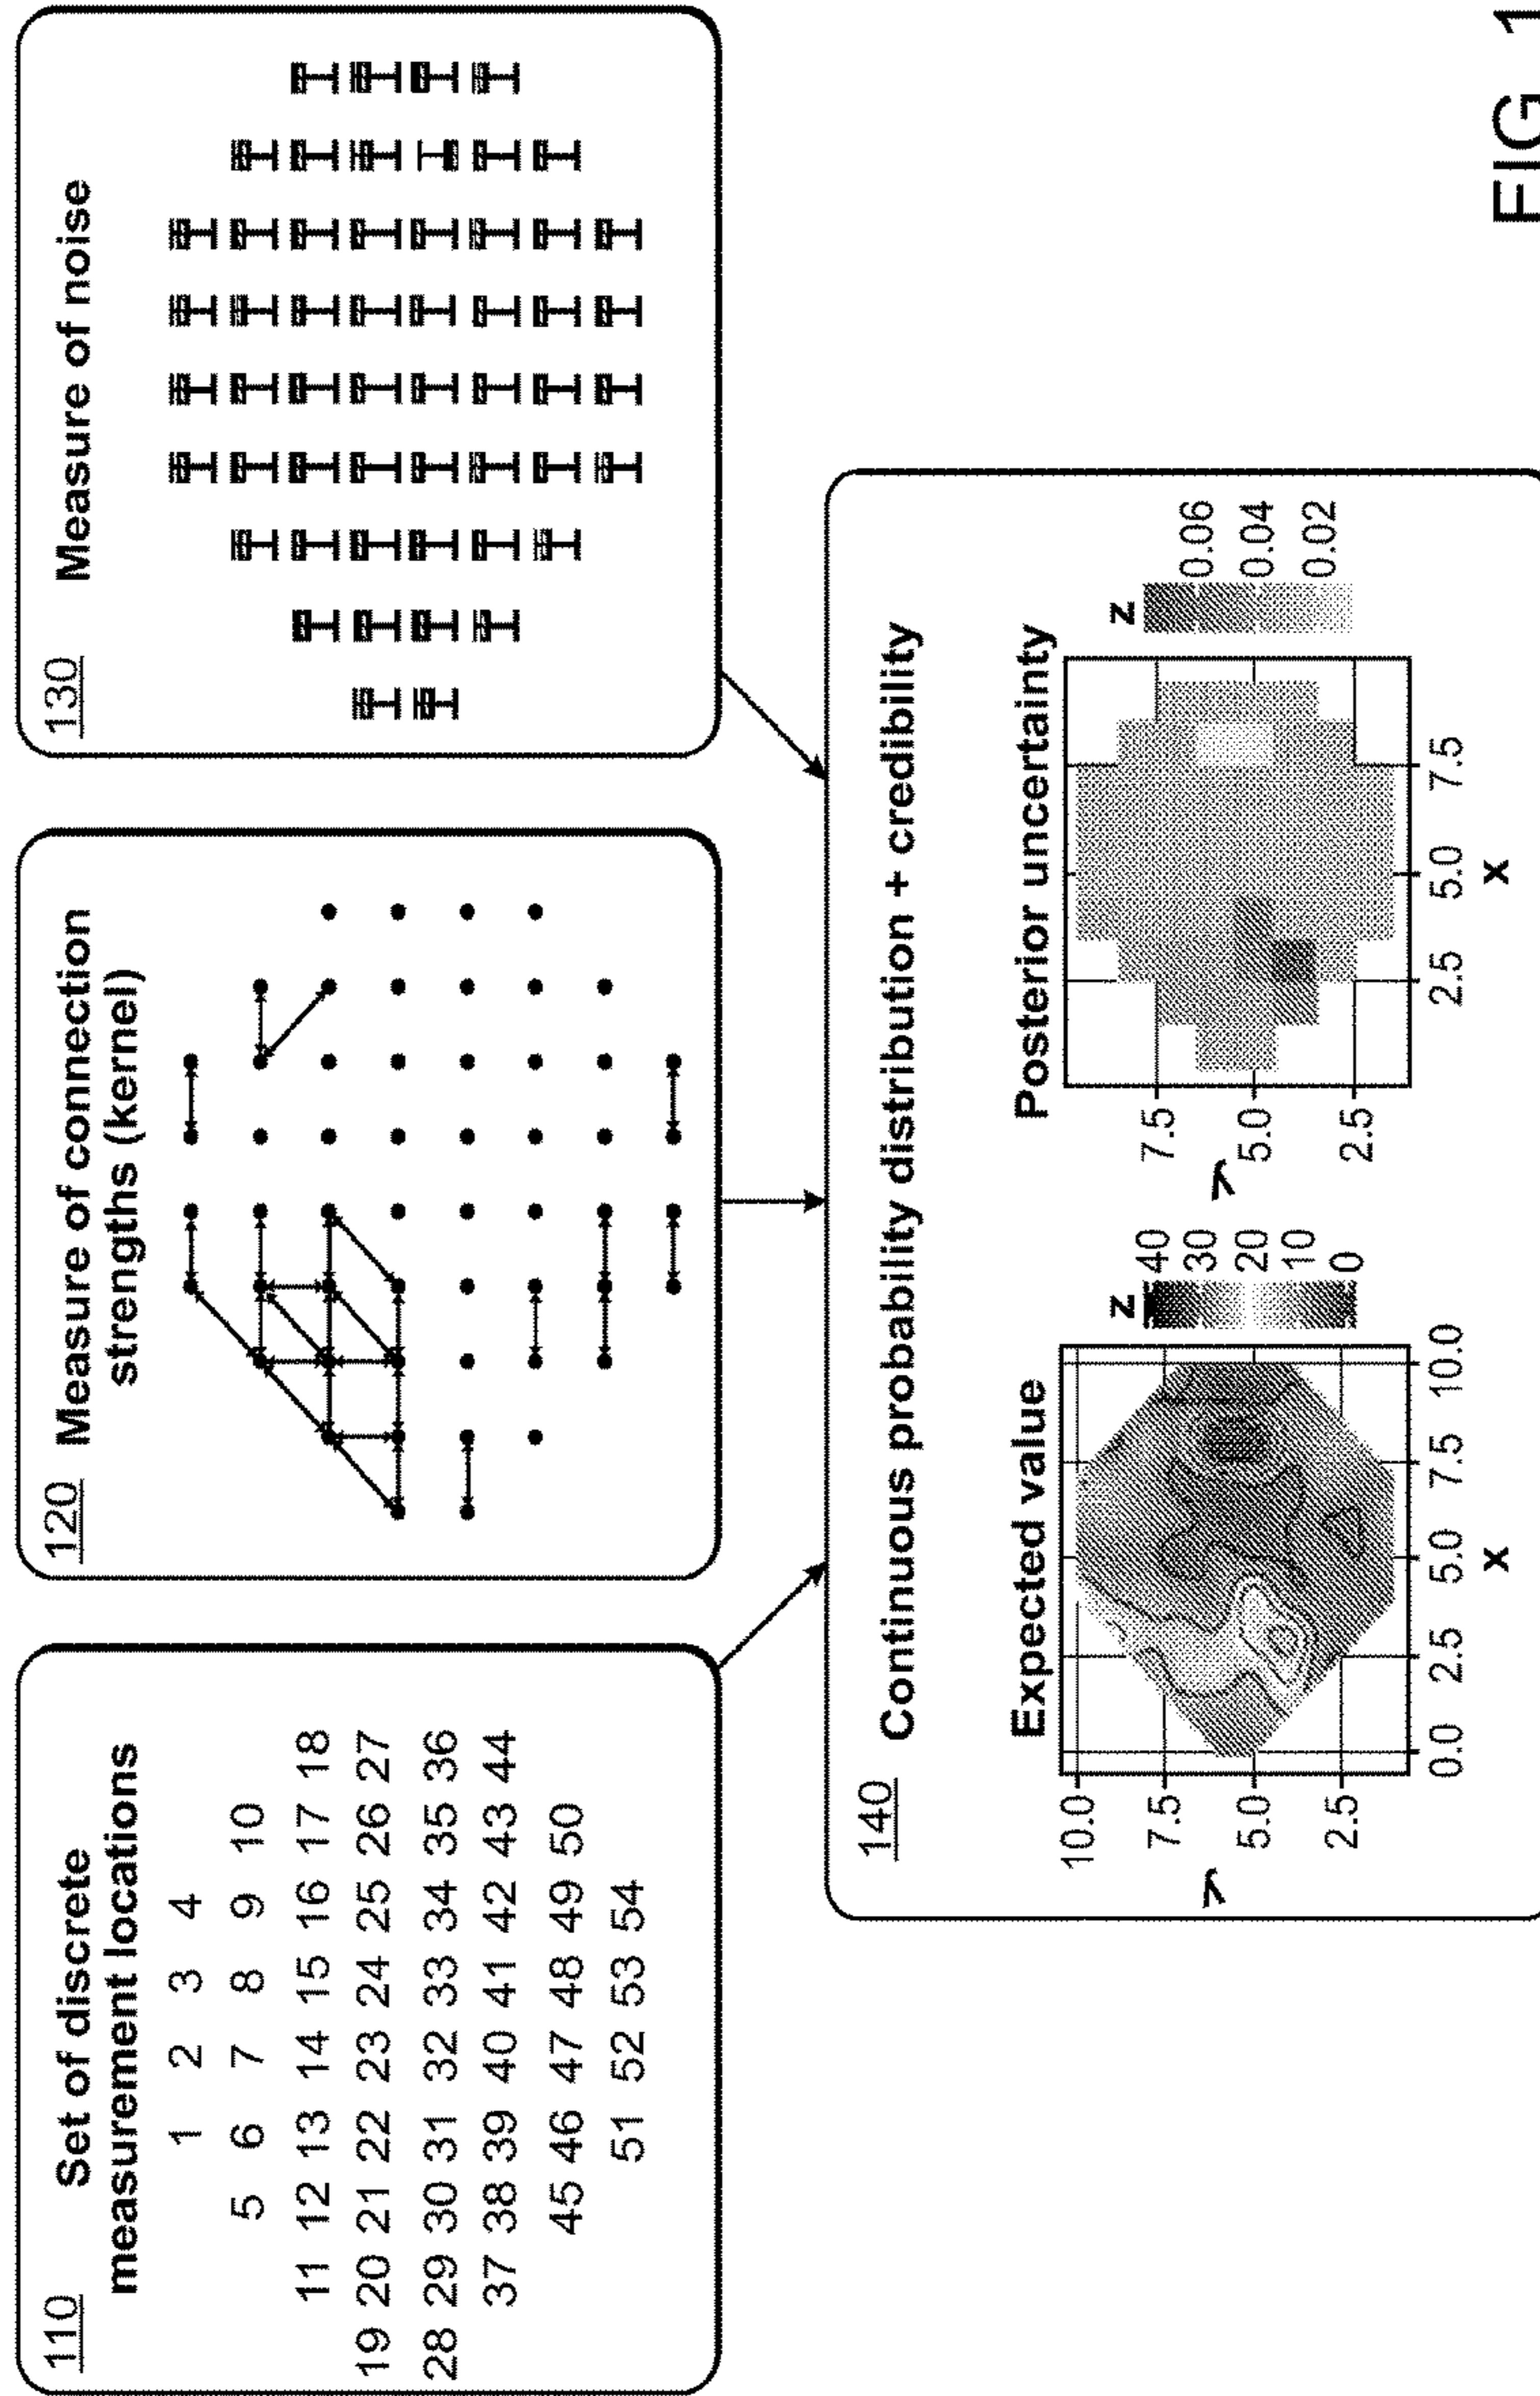 110
Set of discrete
measurement locations
1 2 3 4
5 6 7 8 9 10
11 12 13 14 15 16 17 18
19 20 21 22 23 24 25 26 27
28 29 30 31 32 33 34 35 36
37 38 39 40 41 42 43 44
45 46 47 48 49 50
51 52 53 54
120
Measure of connection
strengths (kernel)
130
Measure of noise
140
Continuous probability distribution + credibility
Expected value
10.0
7.5
5.0
2.5
y
0.0 2.5 5.0 7.5 10.0
x
z
40
30
20
10
0
Posterior uncertainty
7.5
5.0
2.5
y
2.5 5.0 7.5
x
z
0.06
0.04
0.02
FIG. 1